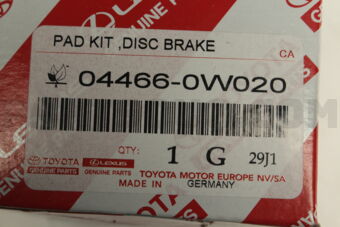 PAD KIT ,DISC BRAKE
CA
04466-0W020
QTY: 1 G 29J1
TOYOTA LEXUS
GENUINE PARTS GENUINE PARTS TOYOTA MOTOR EUROPE NV/SA
MADE IN GERMANY